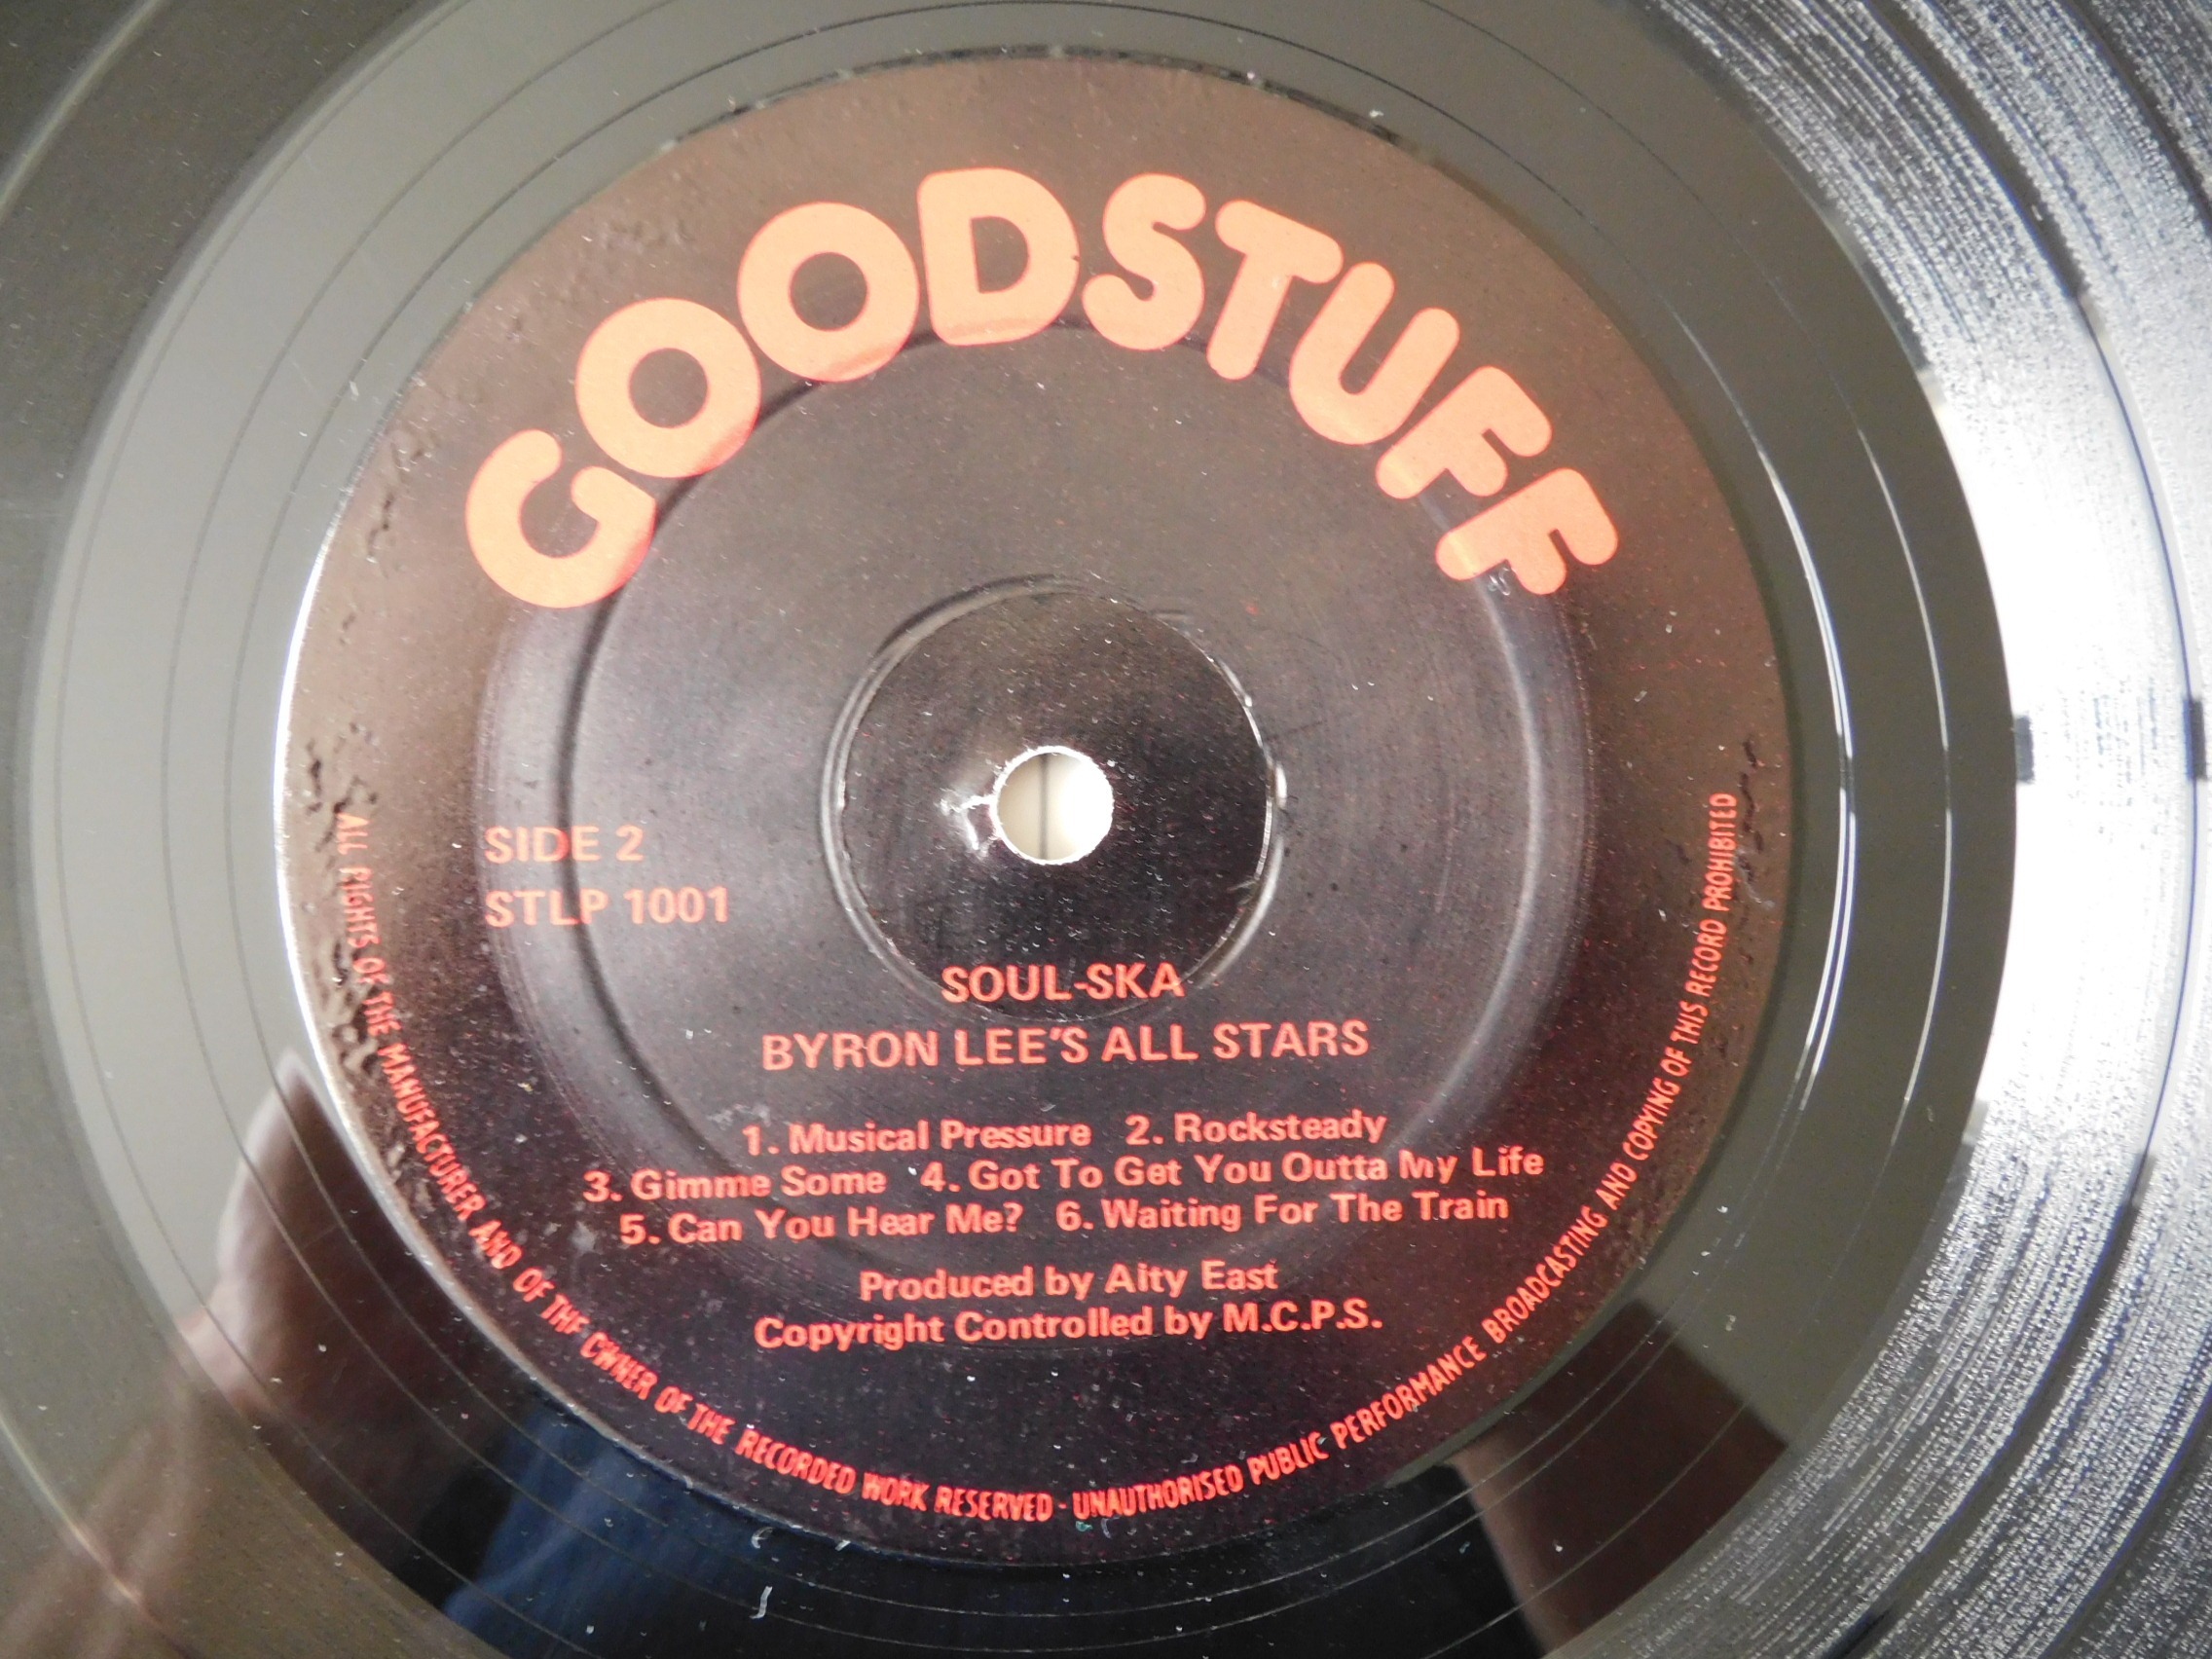 GOODSTUFF
SIDE 2
STLP 1001
SOUL-SKA
BYRON LEE'S ALL STARS
1. Musical Pressure 2. Rocksteady
3. Gimme Some 4. Got To Get You Outta My Life
5. Can You Hear Me? 6. Waiting For The Train
Produced by Aity East
Copyright Controlled by M.C.P.S.
ALL RIGHTS OF THE MANUFACTURER AND OF THE OWNER OF THE RECORDED WORK RESERVED - UNAUTHORISED PUBLIC PERFORMANCE BROADCASTING AND COPYING OF THIS RECORD PROHIBITED